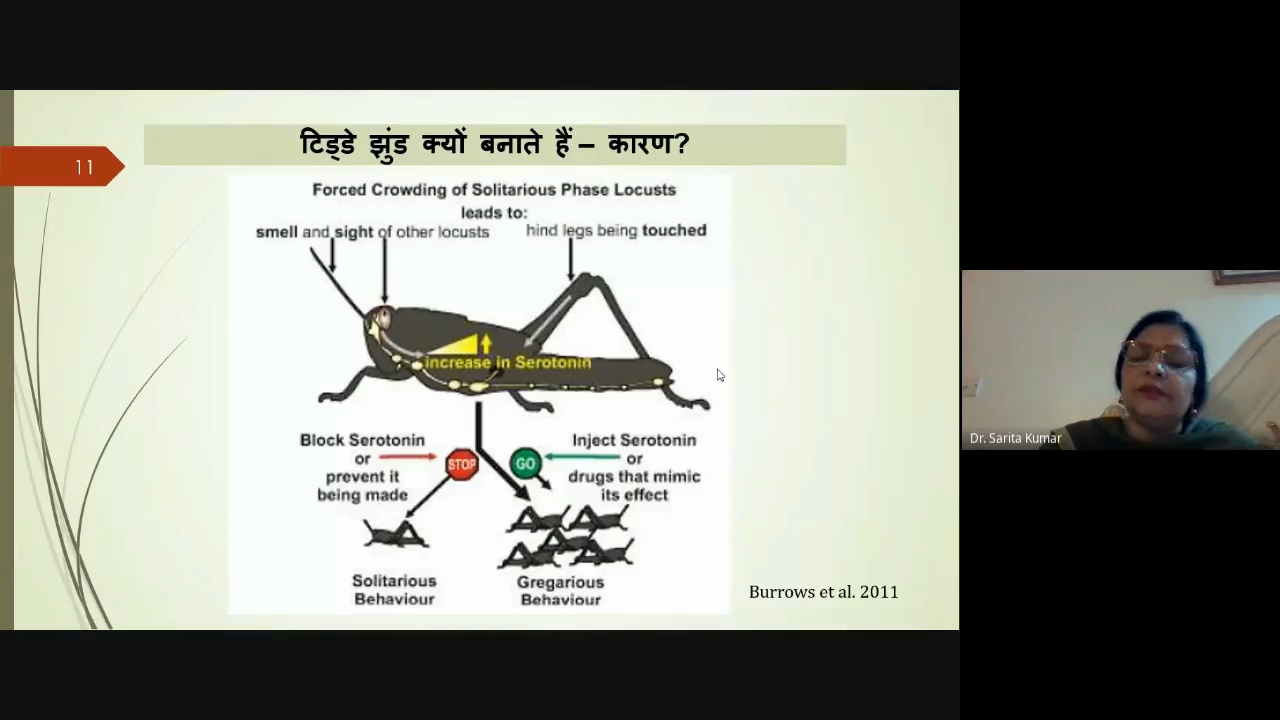 टिड्डे झुंड क्यों बनाते हैं – कारण?
11
Forced Crowding of Solitarious Phase Locusts
leads to:
smell and sight of other locusts
hind legs being touched
increase in Serotonin
Block Serotonin
or
prevent it
being made
STOP
GO
Inject Serotonin
or
drugs that mimic
its effect
Solitarious
Behaviour
Gregarious
Behaviour
Burrows et al. 2011
Dr. Sarita Kumar